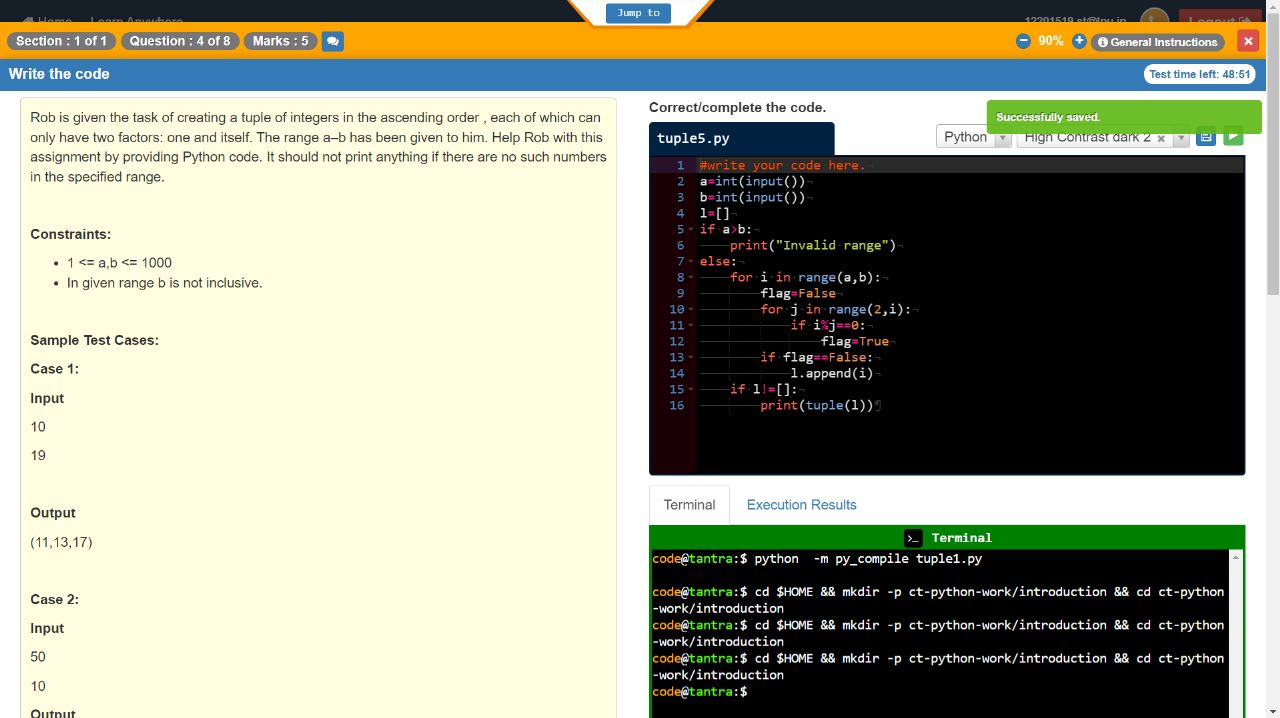 Home Learn Anywhere
Jump to
12201519.st@lpu.in
Logout
Section : 1 of 1
Question : 4 of 8
Marks : 5
90%
General Instructions
Write the code
Test time left: 48:51
Rob is given the task of creating a tuple of integers in the ascending order , each of which can
only have two factors: one and itself. The range a–b has been given to him. Help Rob with this
assignment by providing Python code. It should not print anything if there are no such numbers
in the specified range.
Constraints:
1 <= a,b <= 1000
In given range b is not inclusive.
Sample Test Cases:
Case 1:
Input
10
19
Output
(11,13,17)
Case 2:
Input
50
10
Output
Correct/complete the code.
Successfully saved.
tuple5.py
Python
High Contrast dark 2
1 #write your code here.
2 a=int(input())
3 b=int(input())
4 l=[]
5 if a>b:
6 print("Invalid range")
7 else:
8 for i in range(a,b):
9 flag=False
10 for j in range(2,i):
11 if i%j==0:
12 flag=True
13 if flag==False:
14 l.append(i)
15 if l!=[]:
16 print(tuple(l))
Terminal
Execution Results
Terminal
code@tantra:$ python -m py_compile tuple1.py
code@tantra:$ cd $HOME && mkdir -p ct-python-work/introduction && cd ct-python
-work/introduction
code@tantra:$ cd $HOME && mkdir -p ct-python-work/introduction && cd ct-python
-work/introduction
code@tantra:$ cd $HOME && mkdir -p ct-python-work/introduction && cd ct-python
-work/introduction
code@tantra:$